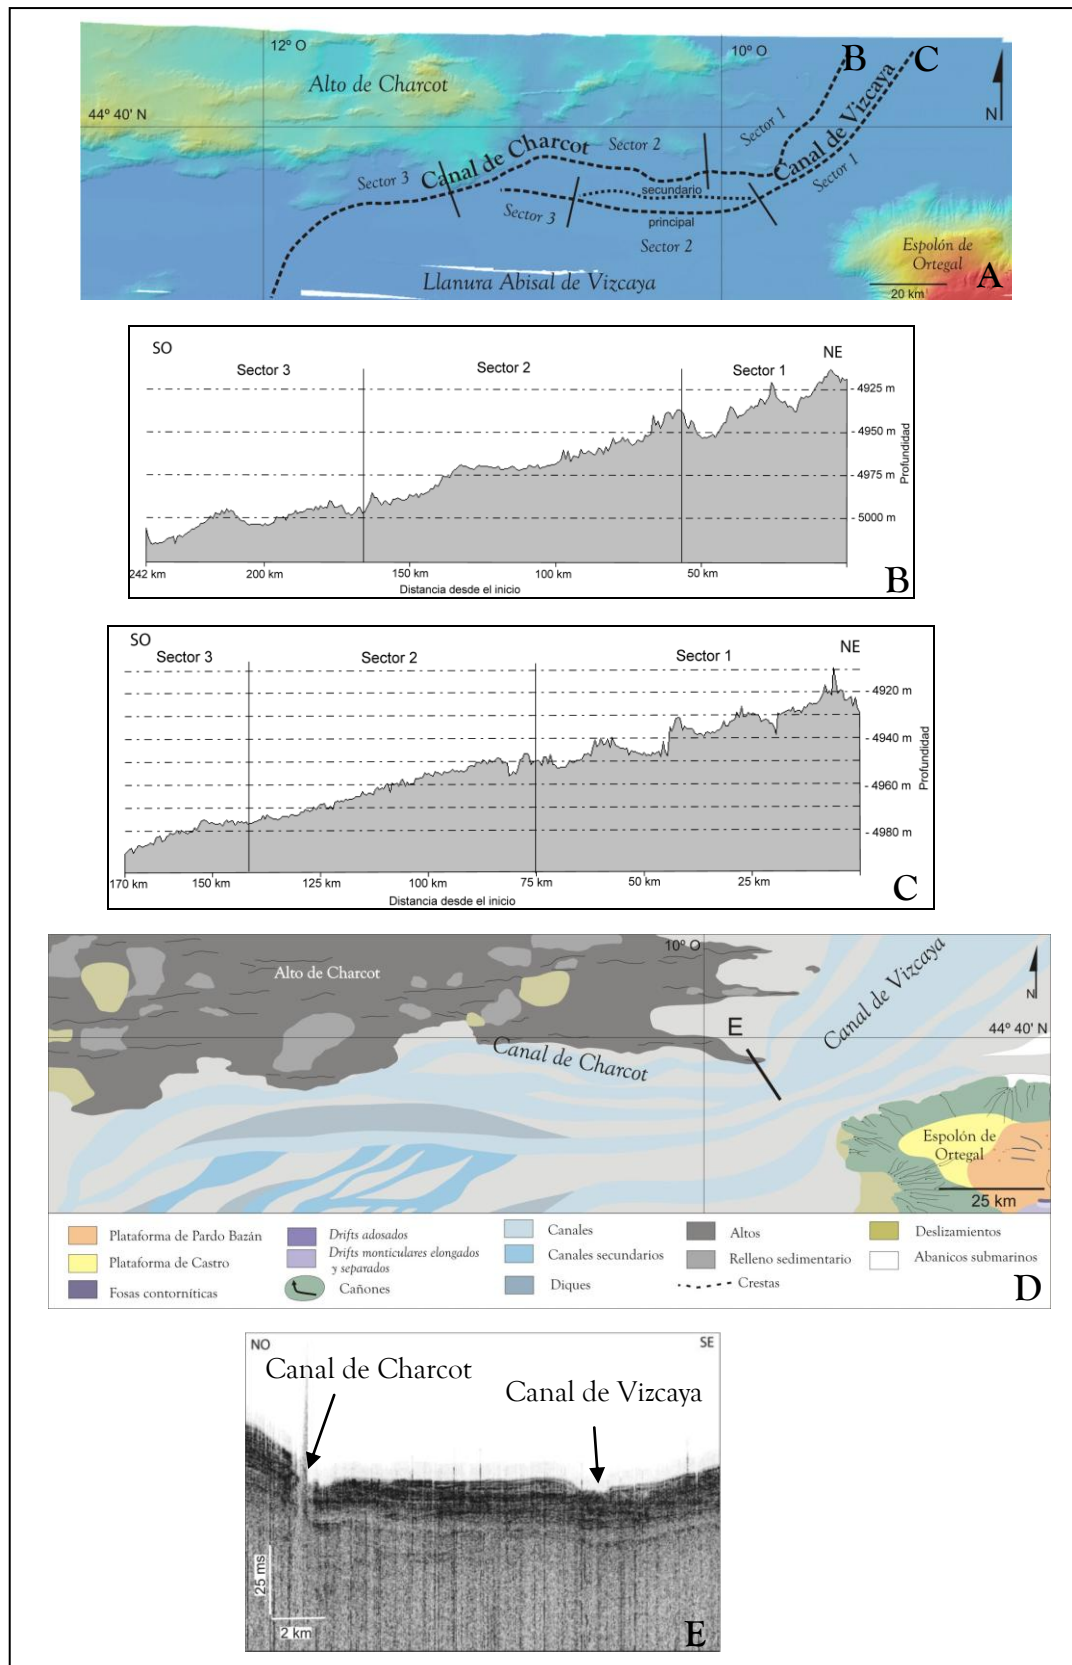 12º O
10º O
B
C
Alto de Charcot
44º 40' N
N
Sector 1
Canal de Vizcaya
Sector 1
Canal de Charcot
Sector 2
Sector 3
secundario
Sector 3
principal
Sector 2
Espolón de
Ortegal
Llanura Abisal de Vizcaya
20 km
A
SO
NE
Sector 3
Sector 2
Sector 1
4925 m
4950 m
4975 m
5000 m
Profundidad
242 km
200 km
150 km
100 km
50 km
Distancia desde el inicio
B
SO
NE
Sector 3
Sector 2
Sector 1
4920 m
4940 m
4960 m
4980 m
Profundidad
170 km
150 km
125 km
100 km
75 km
50 km
25 km
Distancia desde el inicio
C
10º O
Alto de Charcot
Canal de Vizcaya
N
44º 40' N
E
Canal de Charcot
Espolón de
Ortegal
25 km
Plataforma de Pardo Bazán
Plataforma de Castro
Fosas contorníticas
Drifts adosados
Drifts monticulares elongados
y separados
Cañones
Canales
Canales secundarios
Diques
Altos
Relleno sedimentario
Crestas
Deslizamientos
Abanicos submarinos
D
NO
SE
Canal de Charcot
Canal de Vizcaya
25 ms
2 km
E